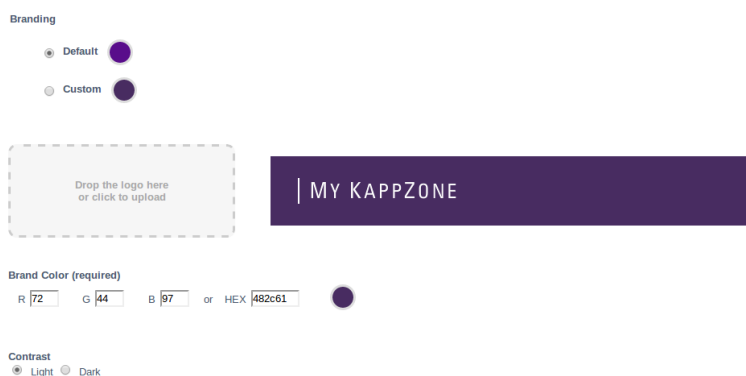 Branding
Default
Custom
Drop the logo here
or click to upload
MY KAPPZONE
Brand Color (required)
R 72 G 44 B 97 or HEX 482c61
Contrast
Light Dark